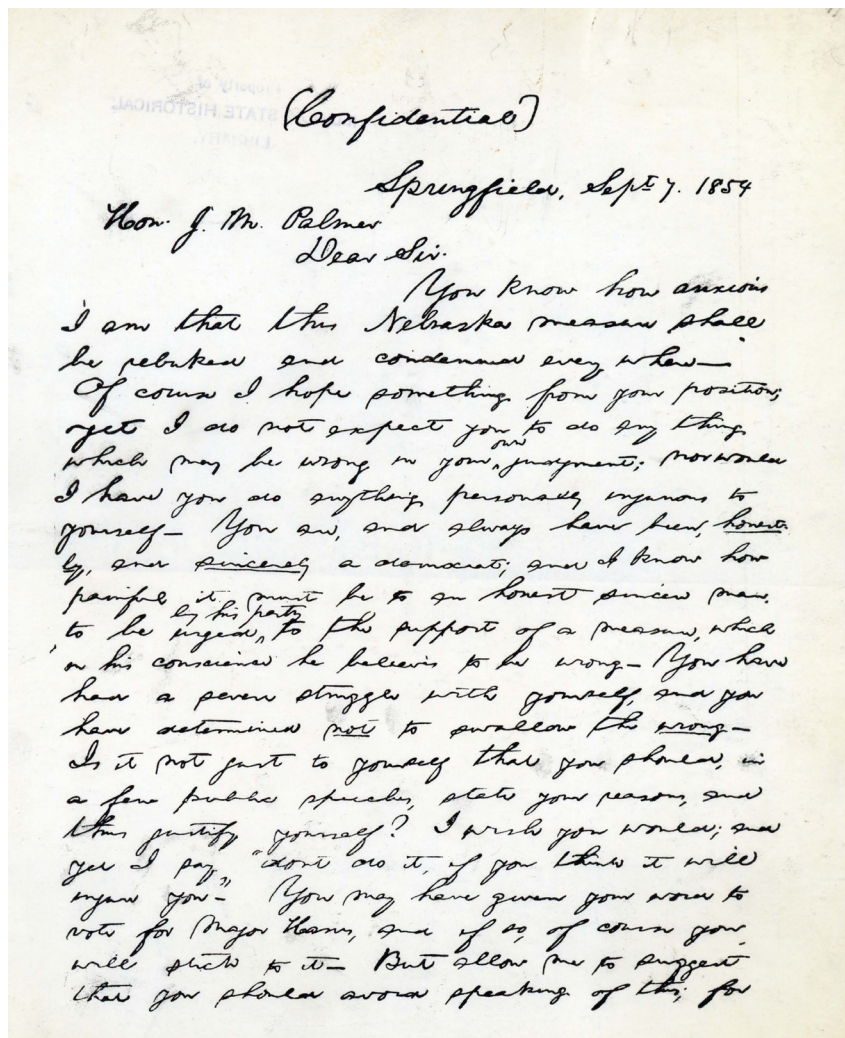 Property of
STATE HISTORICAL
LIBRARY.
(Confidential)
Springfield, Sept. 7. 1854
Hon. J. M. Palmer
Dear Sir.
You know how anxious
I am that this Nebraska measure shall
be rebuked and condemned every where—
Of course I hope something from your position;
yet I do not expect you to do any thing
which may be wrong in your own judgment; nor would
I have you do anything personally injurious to
yourself— You are, and always have been, honest-
ly, and sincerely a democrat; and I know how
painful it must be to an honest sincere man,
to be urged by his party to the support of a measure, which
in his conscience he believes to be wrong— You have
had a severe struggle with yourself, and you
have determined not to swallow the wrong—
Is it not just to yourself that you should, in
a few public speeches, state your reasons, and
thus justify yourself? I wish you would; and
yet I say "dont do it, if you think it will
injure you"— You may have given your word to
vote for Major Harris, and if so, of course you
will stick to it— But allow me to suggest
that you should avoid speaking of this; for